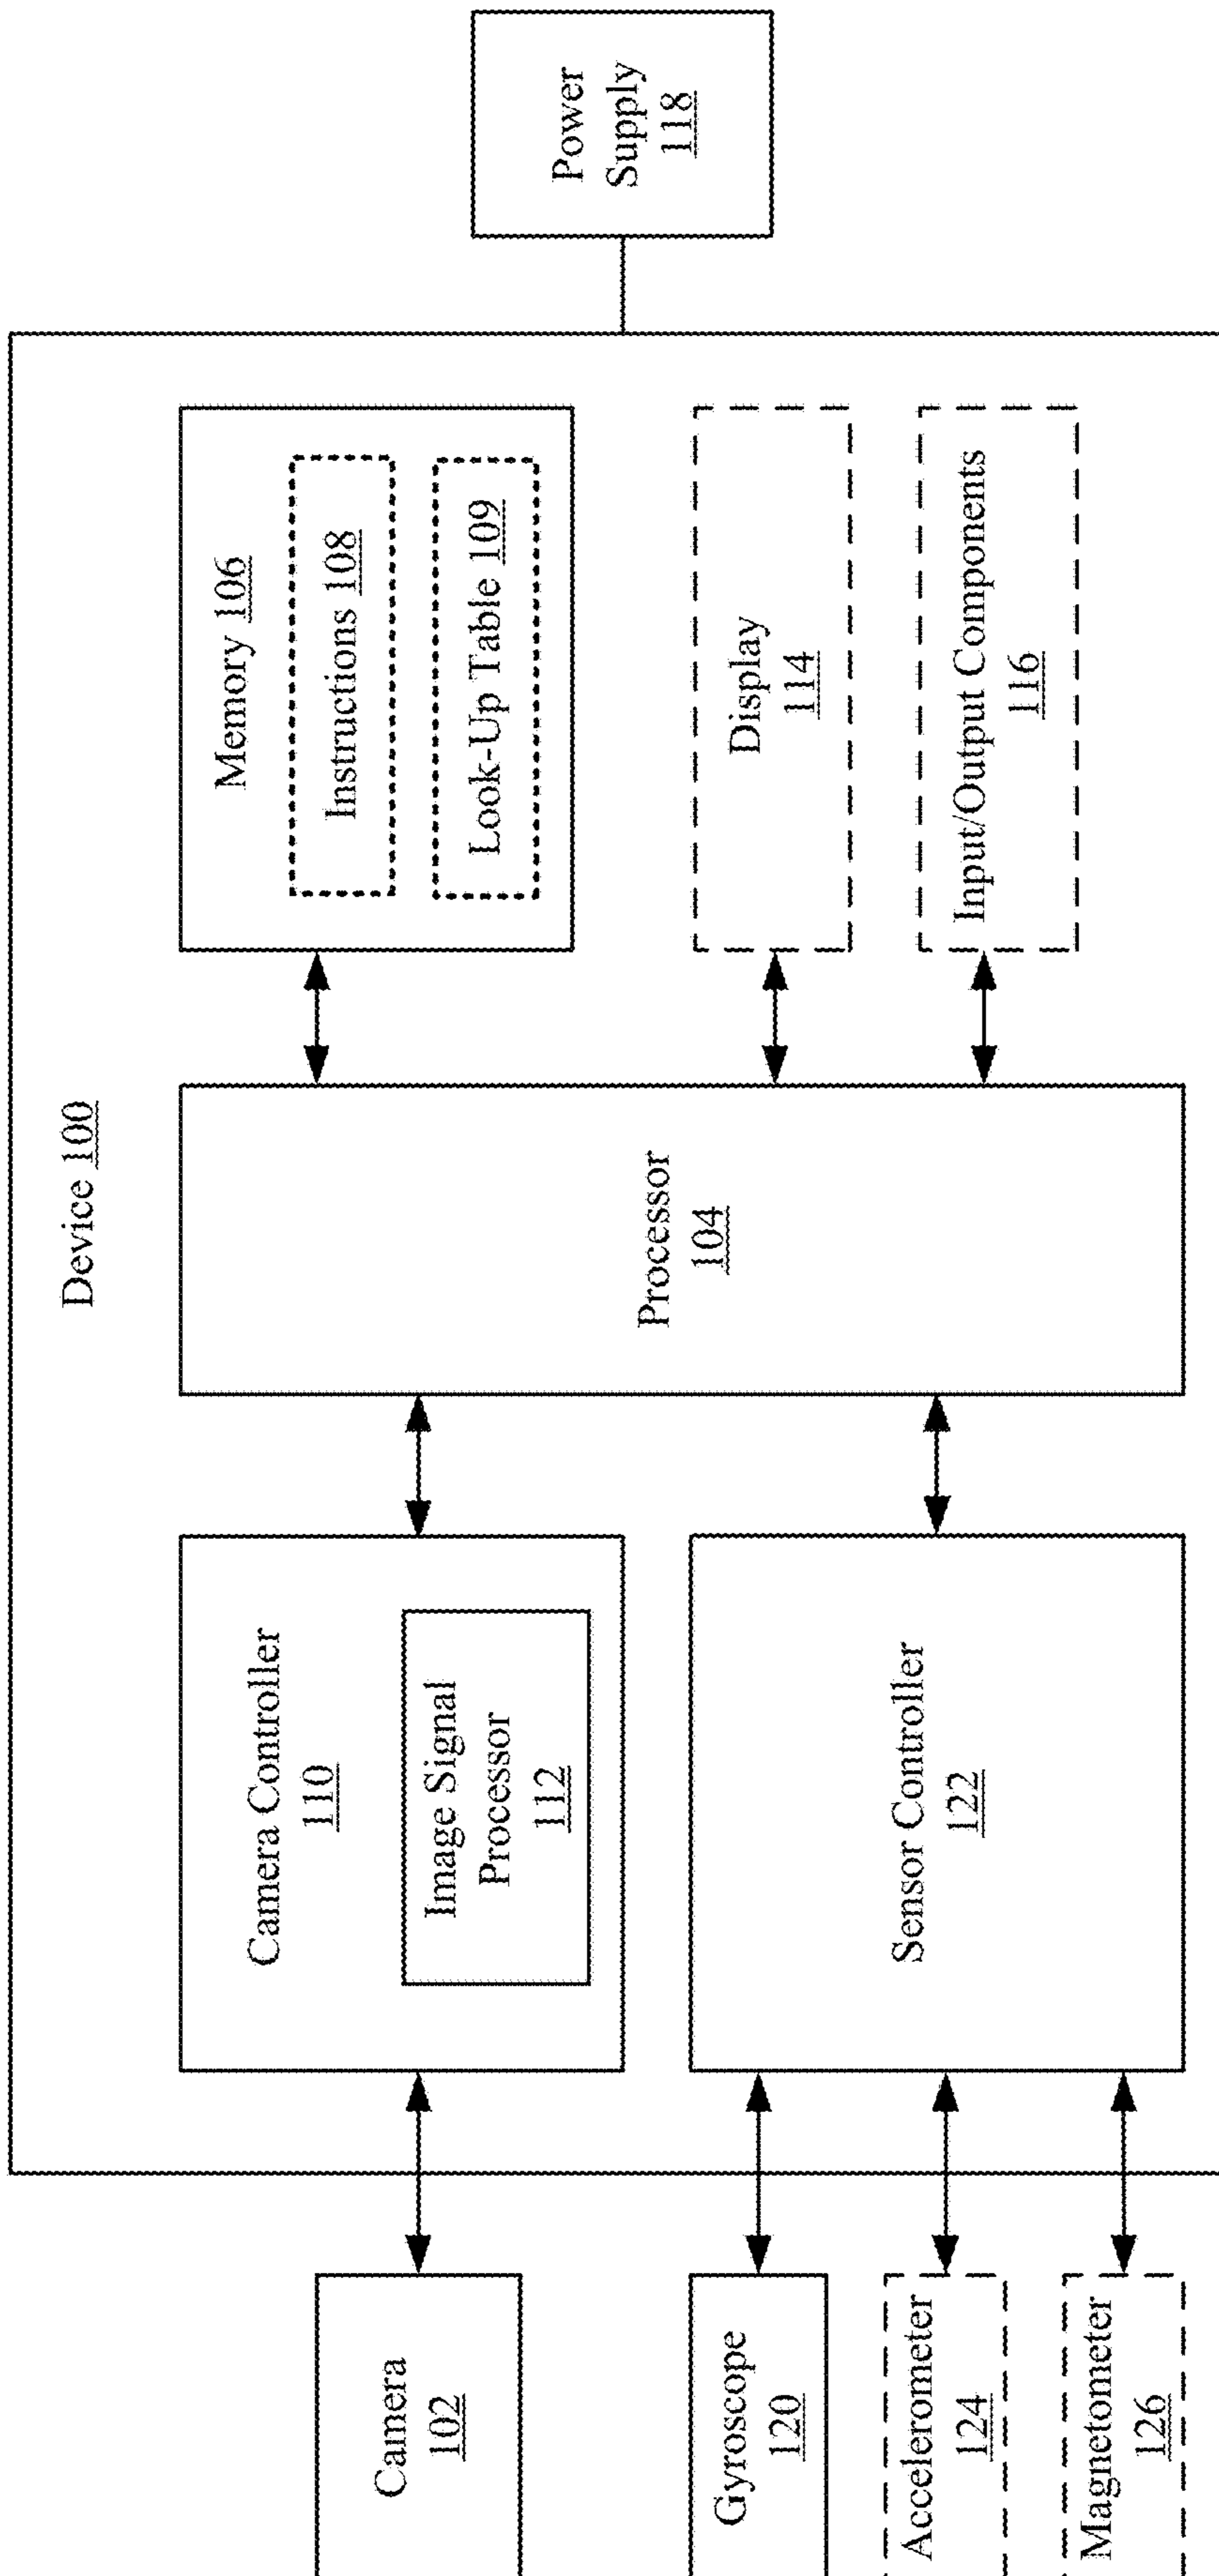 Device 100
Camera
102
Camera Controller
110
Image Signal
Processor
112
Processor
104
Memory 106
Instructions 108
Look-Up Table 109
Gyroscope
120
Accelerometer
124
Magnetometer
126
Sensor Controller
122
Display
114
Input/Output Components
116
Power
Supply
118